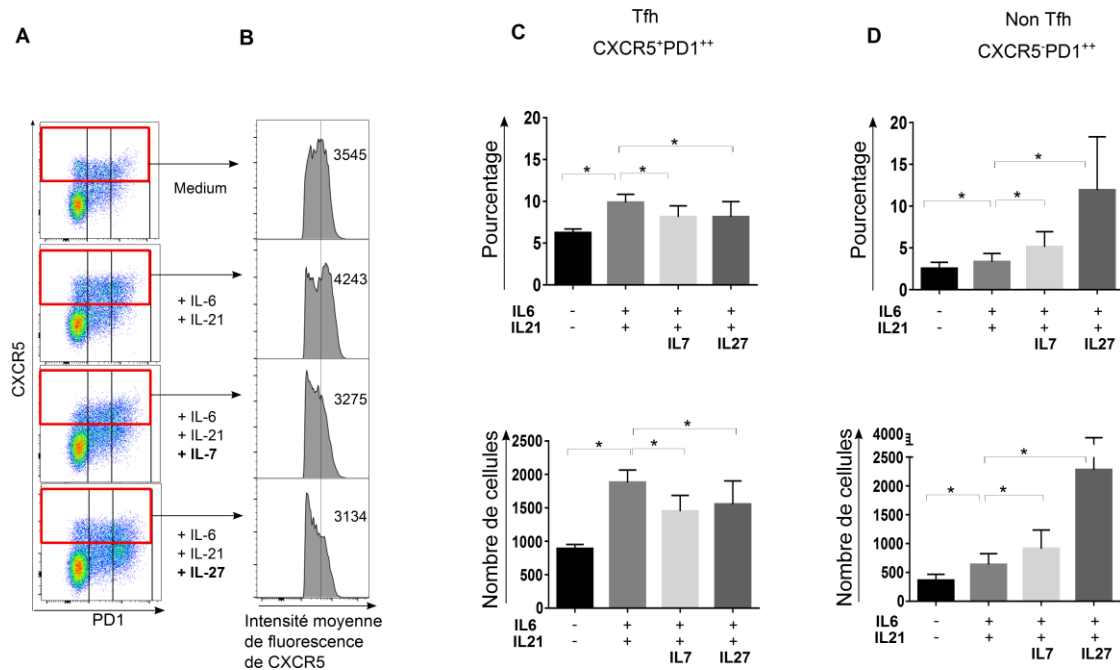 A
B
C
D
Tfh
CXCR5⁺PD1⁺⁺
Non Tfh
CXCR5⁻PD1⁺⁺
CXCR5
PD1
Medium
+ IL-6
+ IL-21
+ IL-6
+ IL-21
+ IL-7
+ IL-6
+ IL-21
+ IL-27
3545
4243
3275
3134
Intensité moyenne
de fluorescence
de CXCR5
Pourcentage
20
15
10
5
0
* * *
IL6 - + + +
IL21 - + + +
IL7 IL27
Pourcentage
20
15
10
5
0
* * *
IL6 - + + +
IL21 - + + +
IL7 IL27
Nombre de cellules
2500
2000
1500
1000
500
0
* * *
IL6 - + + +
IL21 - + + +
IL7 IL27
Nombre de cellules
4000
2500
2000
1500
1000
500
0
* * *
IL6 - + + +
IL21 - + + +
IL7 IL27